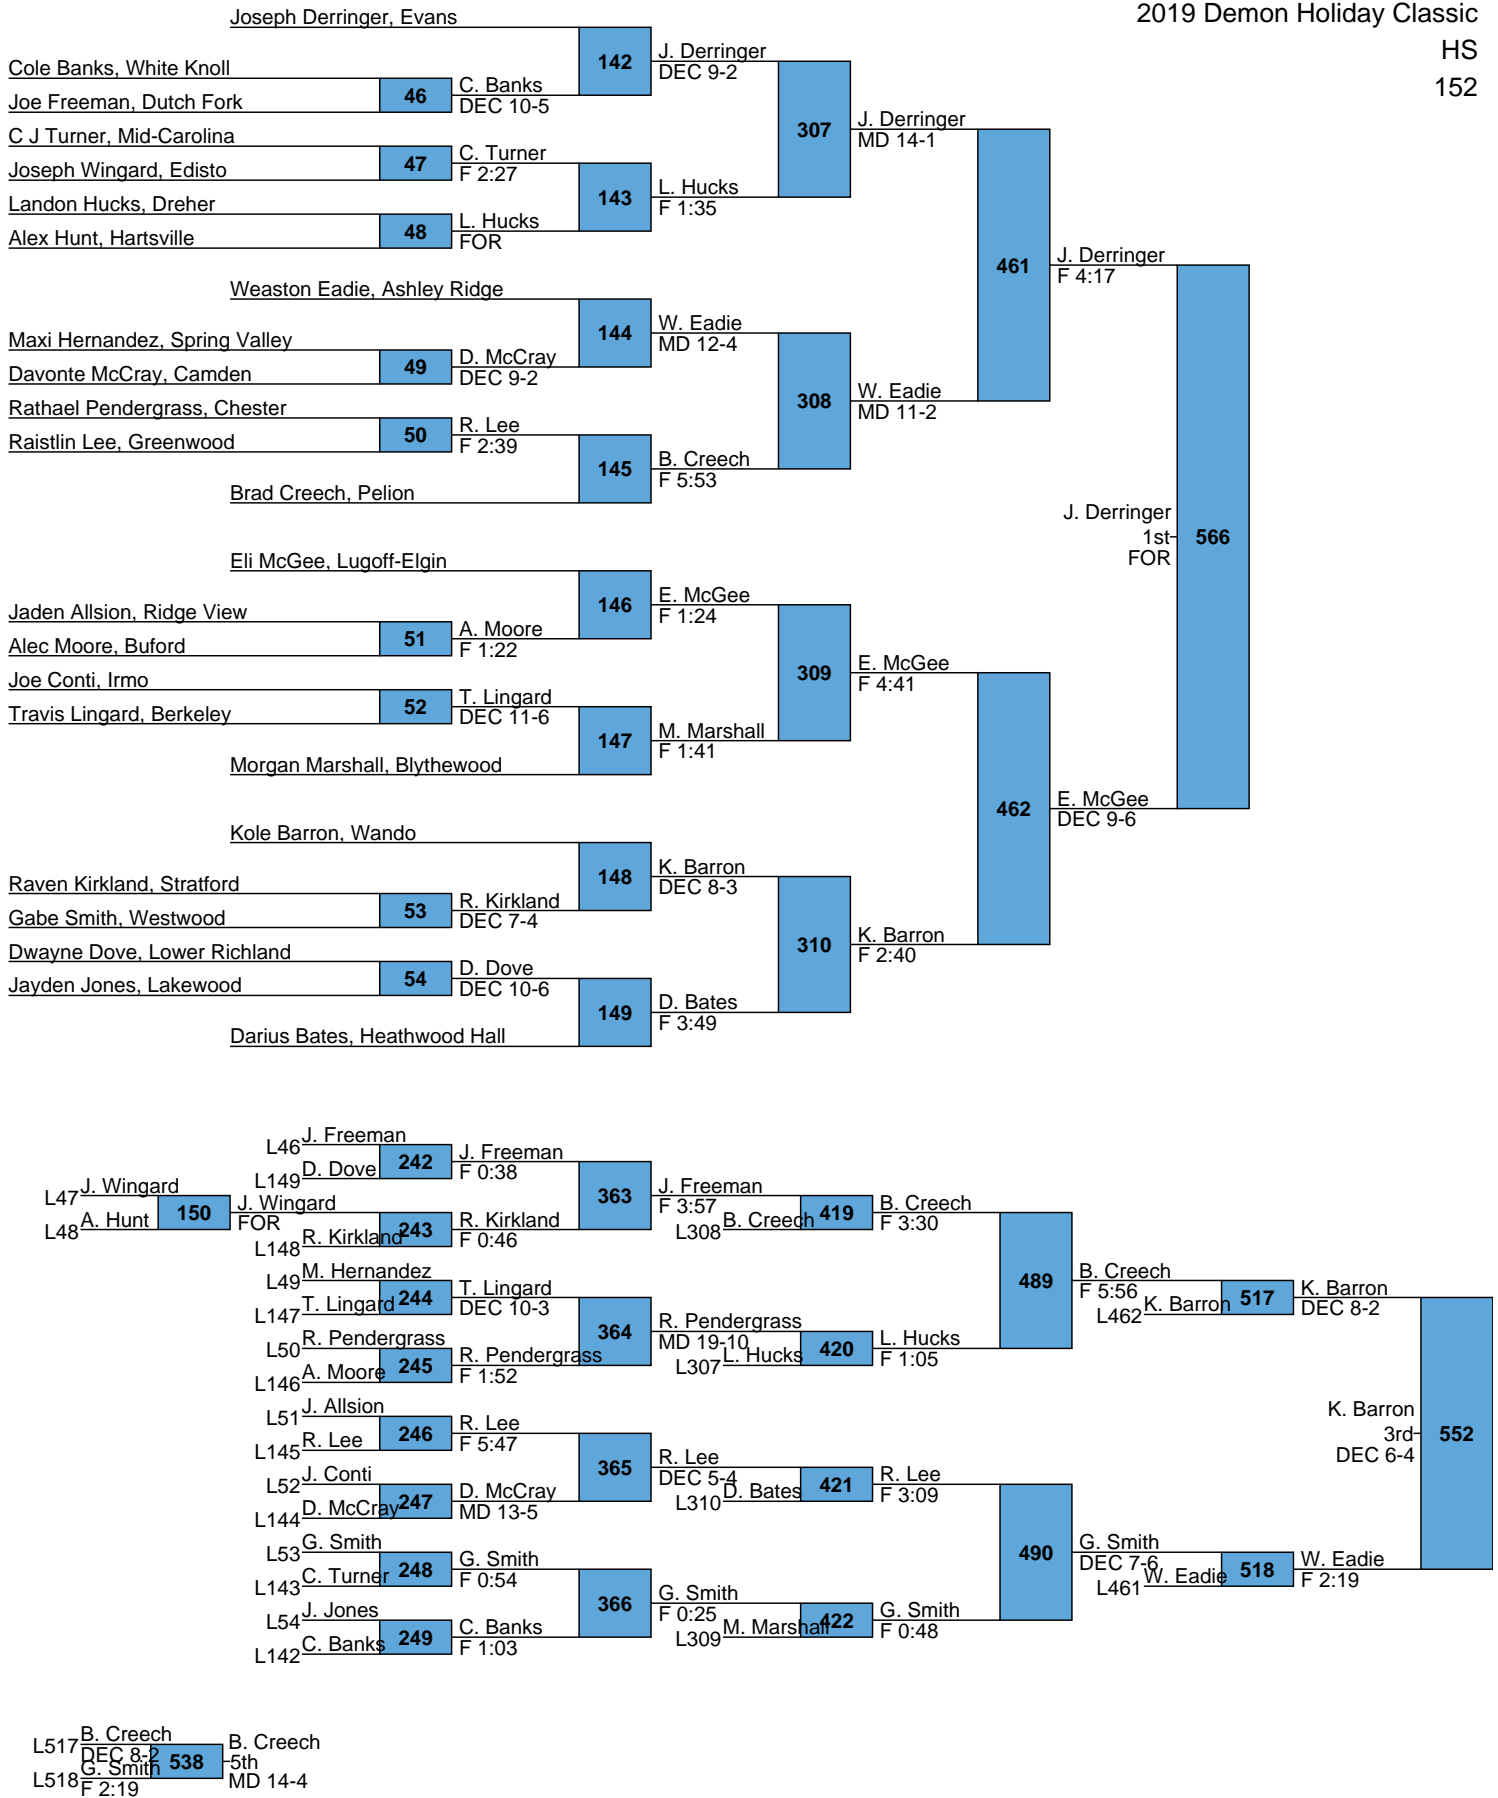 2019 Demon Holiday Classic
HS
152
Joseph Derringer, Evans
142
J. Derringer
DEC 9-2
Cole Banks, White Knoll
46
C. Banks
DEC 10-5
Joe Freeman, Dutch Fork
307
J. Derringer
MD 14-1
C J Turner, Mid-Carolina
47
C. Turner
F 2:27
Joseph Wingard, Edisto
143
L. Hucks
F 1:35
Landon Hucks, Dreher
48
L. Hucks
FOR
Alex Hunt, Hartsville
461
J. Derringer
F 4:17
Weaston Eadie, Ashley Ridge
144
W. Eadie
MD 12-4
Maxi Hernandez, Spring Valley
49
D. McCray
DEC 9-2
Davonte McCray, Camden
308
W. Eadie
MD 11-2
Rathael Pendergrass, Chester
50
R. Lee
F 2:39
Raistlin Lee, Greenwood
145
B. Creech
F 5:53
Brad Creech, Pelion
J. Derringer
1st
FOR
566
Eli McGee, Lugoff-Elgin
146
E. McGee
F 1:24
Jaden Allsion, Ridge View
51
A. Moore
F 1:22
Alec Moore, Buford
309
E. McGee
F 4:41
Joe Conti, Irmo
52
T. Lingard
DEC 11-6
Travis Lingard, Berkeley
147
M. Marshall
F 1:41
Morgan Marshall, Blythewood
462
E. McGee
DEC 9-6
Kole Barron, Wando
148
K. Barron
DEC 8-3
Raven Kirkland, Stratford
53
R. Kirkland
DEC 7-4
Gabe Smith, Westwood
310
K. Barron
F 2:40
Dwayne Dove, Lower Richland
54
D. Dove
DEC 10-6
Jayden Jones, Lakewood
149
D. Bates
F 3:49
Darius Bates, Heathwood Hall
L46
J. Freeman
242
J. Freeman
F 0:38
L149
D. Dove
363
J. Freeman
F 3:57
L47
J. Wingard
150
J. Wingard
FOR
L48
A. Hunt
243
R. Kirkland
F 0:46
L148
R. Kirkland
419
B. Creech
F 3:30
L308
B. Creech
L49
M. Hernandez
244
T. Lingard
DEC 10-3
L147
T. Lingard
489
B. Creech
F 5:56
L462
K. Barron
517
K. Barron
DEC 8-2
364
R. Pendergrass
MD 19-10
L50
R. Pendergrass
245
R. Pendergrass
F 1:52
L146
A. Moore
L307
L. Hucks
420
L. Hucks
F 1:05
L51
J. Allsion
246
R. Lee
F 5:47
L145
R. Lee
K. Barron
3rd
DEC 6-4
552
365
R. Lee
DEC 5-4
L52
J. Conti
247
D. McCray
MD 13-5
L144
D. McCray
L310
D. Bates
421
R. Lee
F 3:09
L53
G. Smith
248
G. Smith
F 0:54
L143
C. Turner
490
G. Smith
DEC 7-6
L461
W. Eadie
518
W. Eadie
F 2:19
366
G. Smith
F 0:25
L54
J. Jones
249
C. Banks
F 1:03
L142
C. Banks
L309
M. Marshall
422
G. Smith
F 0:48
L517
B. Creech
DEC 8-2
538
B. Creech
5th
MD 14-4
L518
G. Smith
F 2:19